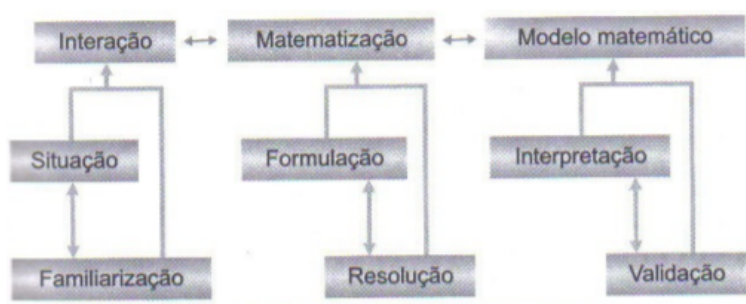 Interação
Matematização
Modelo matemático
Situação
Formulação
Interpretação
Familiarização
Resolução
Validação